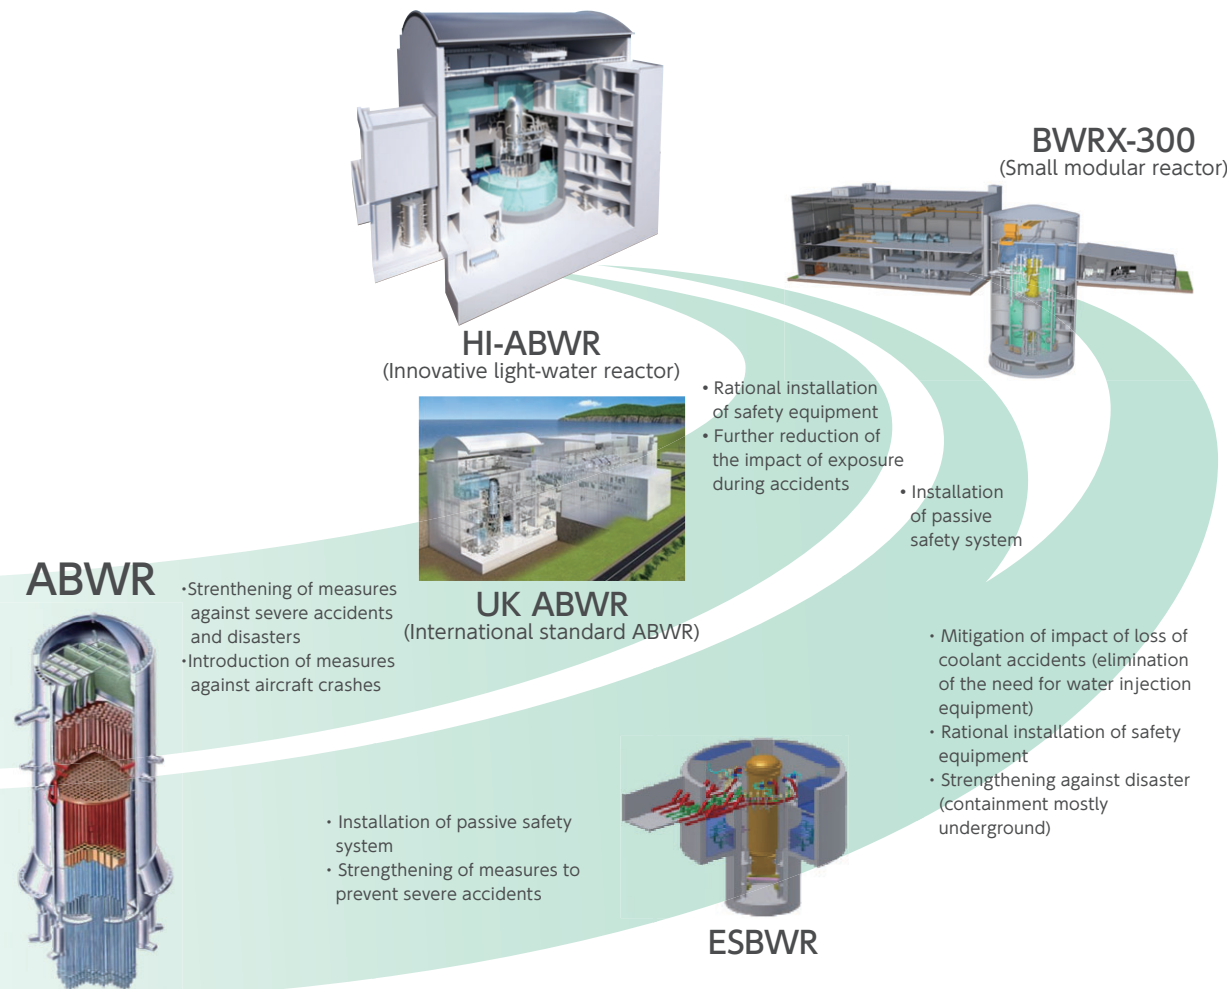 BWRX-300
(Small modular reactor)
HI-ABWR
(Innovative light-water reactor)
• Rational installation
of safety equipment
• Further reduction of
the impact of exposure
during accidents
• Installation
of passive
safety system
ABWR
・Strenthening of measures
against severe accidents
and disasters
・Introduction of measures
against aircraft crashes
UK ABWR
(International standard ABWR)
・Mitigation of impact of loss of
coolant accidents (elimination
of the need for water injection
equipment)
・Rational installation of safety
equipment
・Strengthening against disaster
(containment mostly
underground)
・Installation of passive safety
system
・Strengthening of measures to
prevent severe accidents
ESBWR